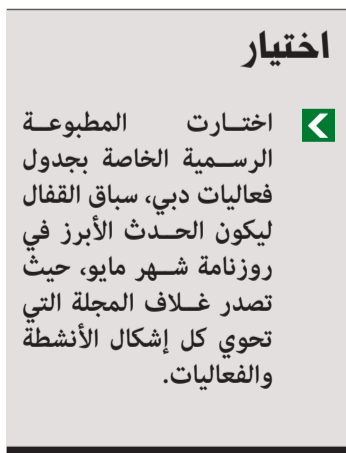 اختيار
اختــارت المطبوعــة
الرســمية الخاصة بجدول
فعاليات دبي، سباق القفال
ليكون الحــدث الأبرز في
روزنامة شــهر مايو، حيث
تصدر غــلاف المجلة التي
تحوي كل إشكال الأنشطة
والفعاليات.